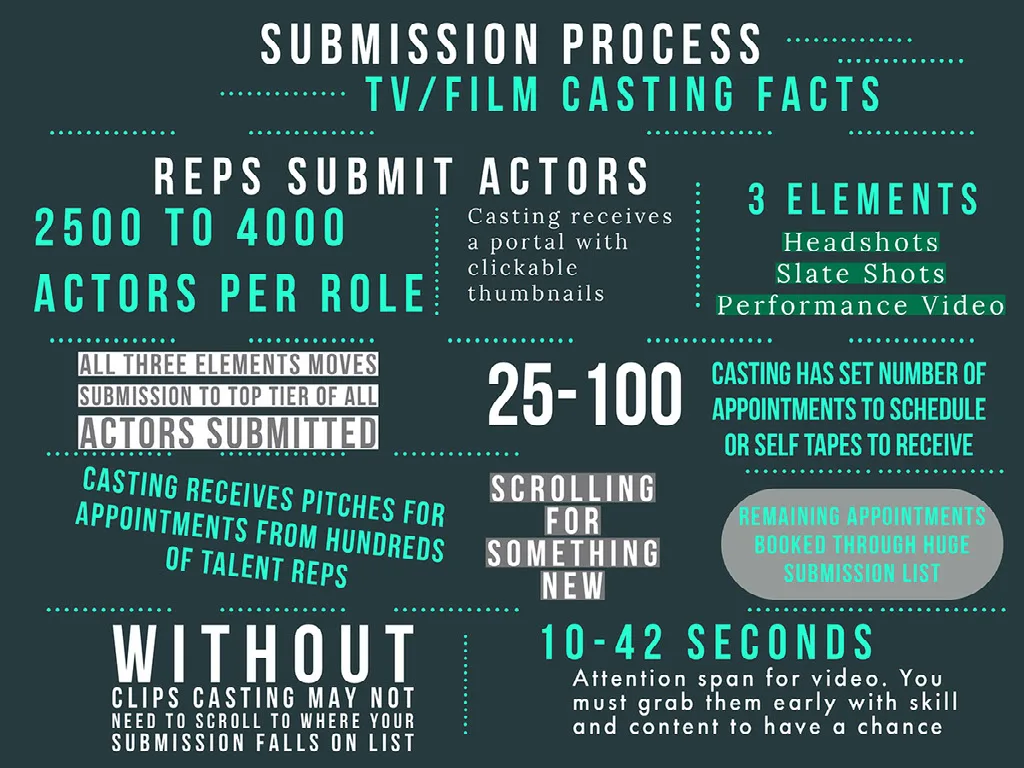 SUBMISSION PROCESS
TV/FILM CASTING FACTS
REPS SUBMIT ACTORS
2500 TO 4000
ACTORS PER ROLE
Casting receives
a portal with
clickable
thumbnails
3 ELEMENTS
Headshots
Slate Shots
Performance Video
ALL THREE ELEMENTS MOVES
SUBMISSION TO TOP TIER OF ALL
ACTORS SUBMITTED
25-100
CASTING HAS SET NUMBER OF
APPOINTMENTS TO SCHEDULE
OR SELF TAPES TO RECEIVE
CASTING RECEIVES PITCHES FOR
APPOINTMENTS FROM HUNDREDS
OF TALENT REPS
SCROLLING
FOR
SOMETHING
NEW
REMAINING APPOINTMENTS
BOOKED THROUGH HUGE
SUBMISSION LIST
WITHOUT
CLIPS CASTING MAY NOT
NEED TO SCROLL TO WHERE YOUR
SUBMISSION FALLS ON LIST
10-42 SECONDS
Attention span for video. You
must grab them early with skill
and content to have a chance